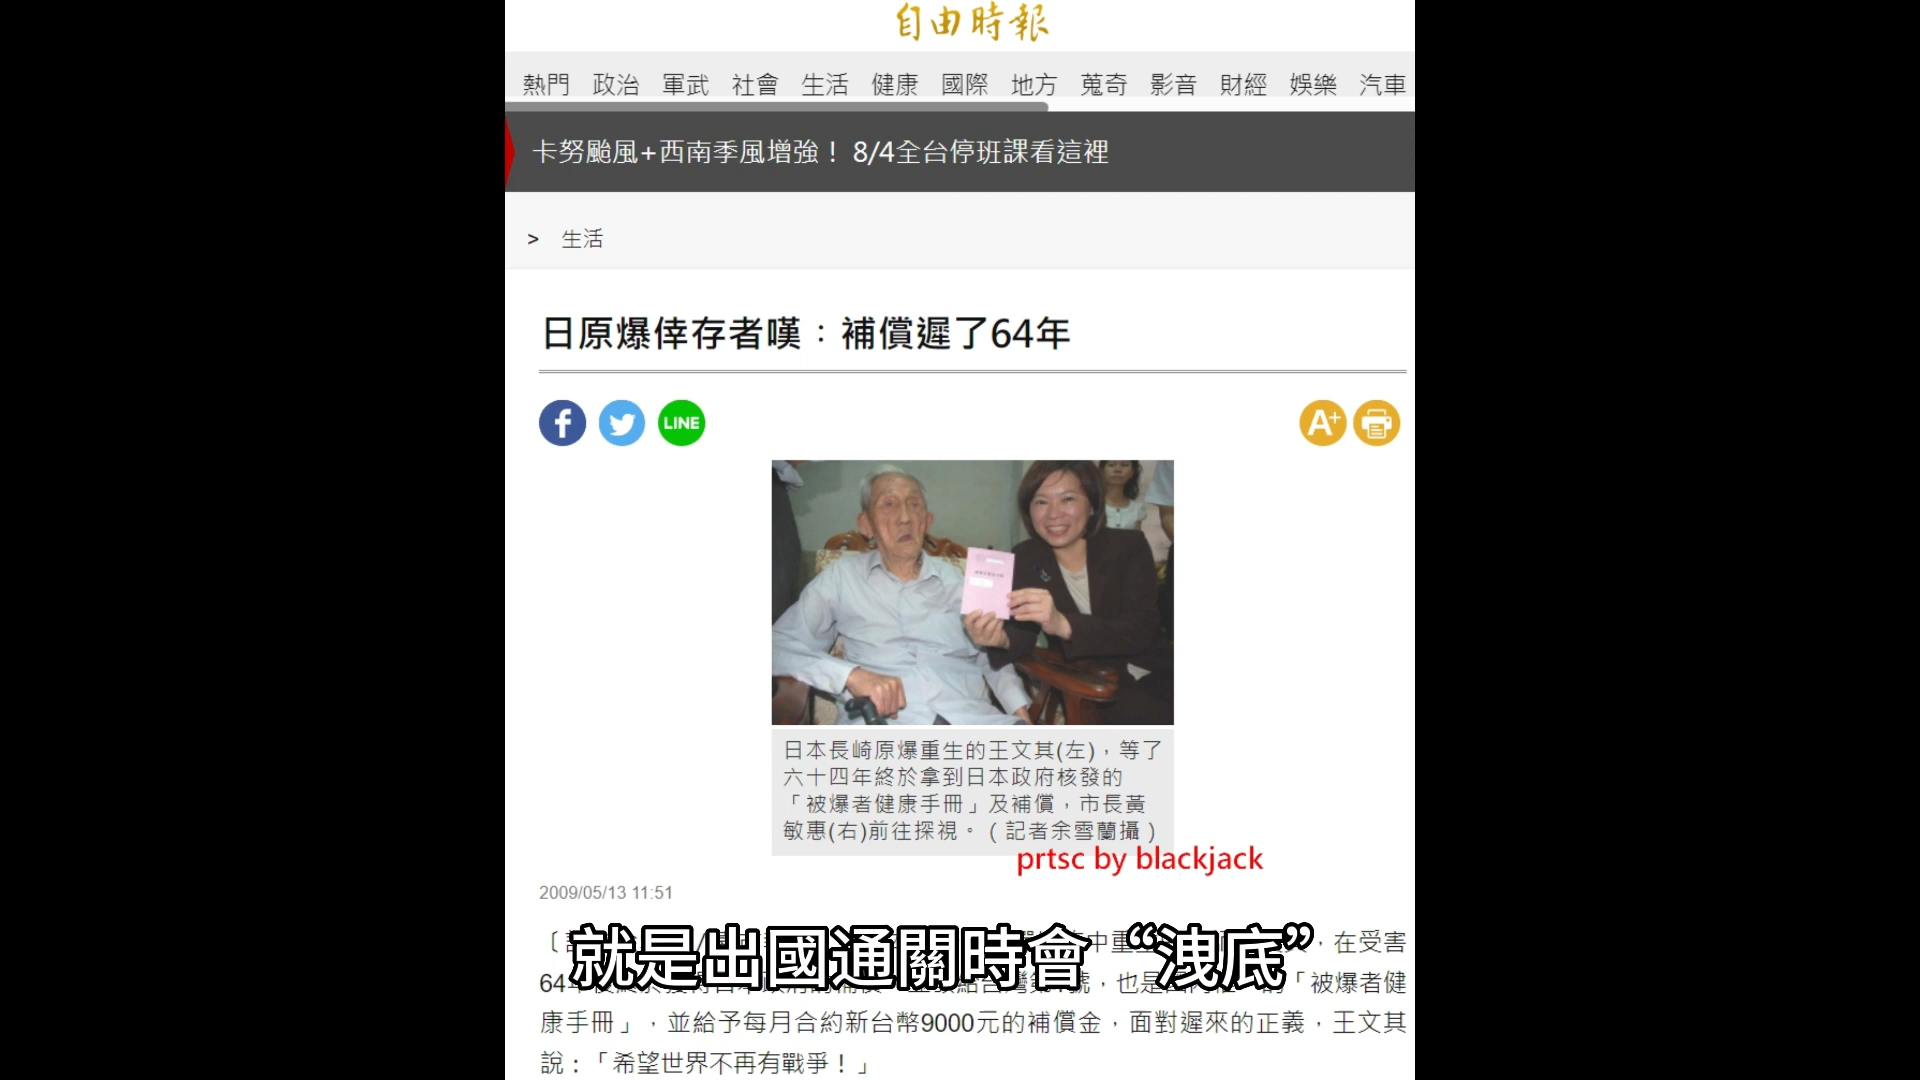 自由時報
熱門 政治 軍武 社會 生活 健康 國際 地方 蒐奇 影音 財經 娛樂 汽車
卡努颱風+西南季風增強！ 8/4全台停班課看這裡
> 生活
日原爆倖存者嘆：補償遲了64年
LINE
A+
日本長崎原爆重生的王文其(左)，等了
六十四年終於拿到日本政府核發的
「被爆者健康手冊」及補償，市長黃
敏惠(右)前往探視。（記者余雪蘭攝）
prtsc by blackjack
2009/05/13 11:51
就是出國通關時會“洩底”
，在受害
64
號，也是
的「被爆者健
康手冊」，並給予每月合約新台幣9000元的補償金，面對遲來的正義，王文其
說：「希望世界不再有戰爭！」